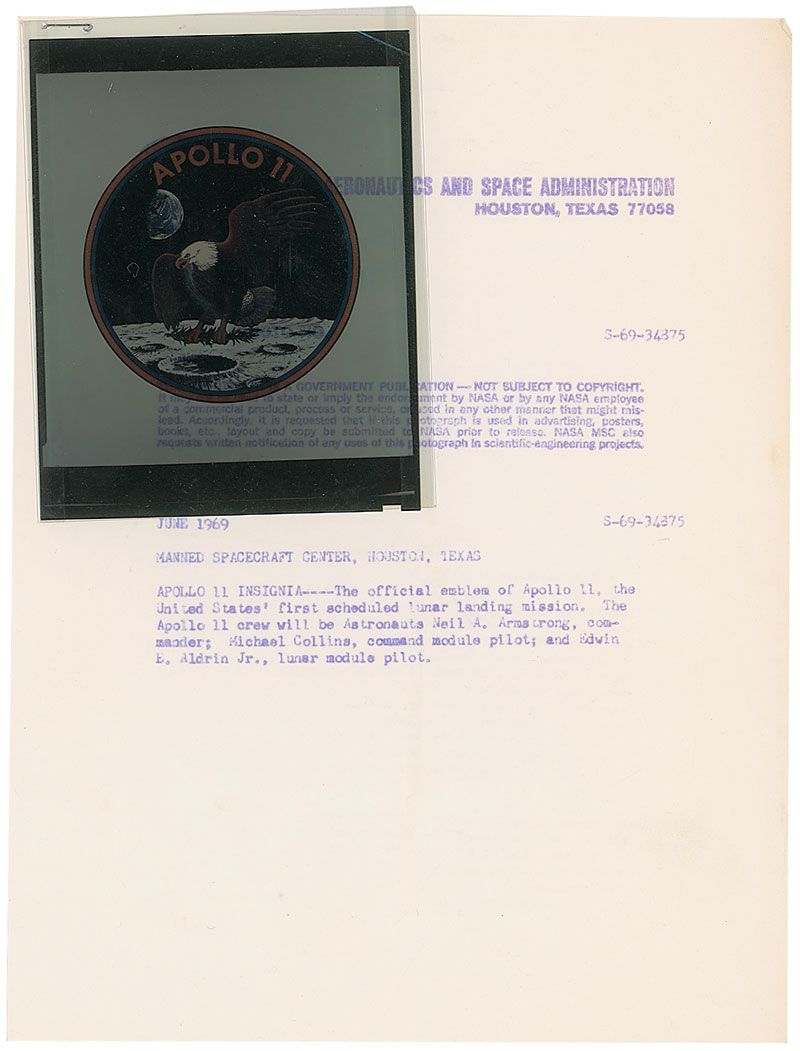 APOLLO 11
AERONAUTICS AND SPACE ADMINISTRATION
HOUSTON, TEXAS 77058
S-69-34875
A GOVERNMENT PUBLICATION — NOT SUBJECT TO COPYRIGHT.
It may to state or imply the endorsement by NASA or by any NASA employee
of a commercial product, process or service, or used in any other manner that might mis-
lead. Accordingly, it is requested that if this photograph is used in advertising, posters,
books, etc., layout and copy be submitted to NASA prior to release. NASA MSC also
requests written notification of any uses of this photograph in scientific-engineering projects.
JUNE 1969 S-69-34875
MANNED SPACECRAFT CENTER, HOUSTON, TEXAS
APOLLO 11 INSIGNIA----The official emblem of Apollo 11, the
United States' first scheduled lunar landing mission. The
Apollo 11 crew will be Astronauts Neil A. Armstrong, com-
mander; Michael Collins, command module pilot; and Edwin
E. Aldrin Jr., lunar module pilot.